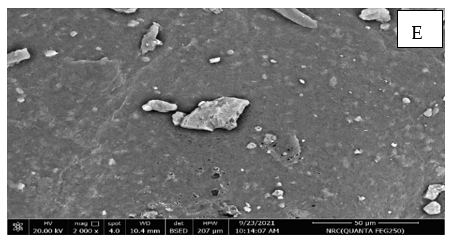 E
HV mag spot WD det HFW 9/23/2021 50 µm
20.00 kV 2 000 x 4.0 10.4 mm BSED 207 µm 10:14:07 AM NRC(QUANTA FEG250)